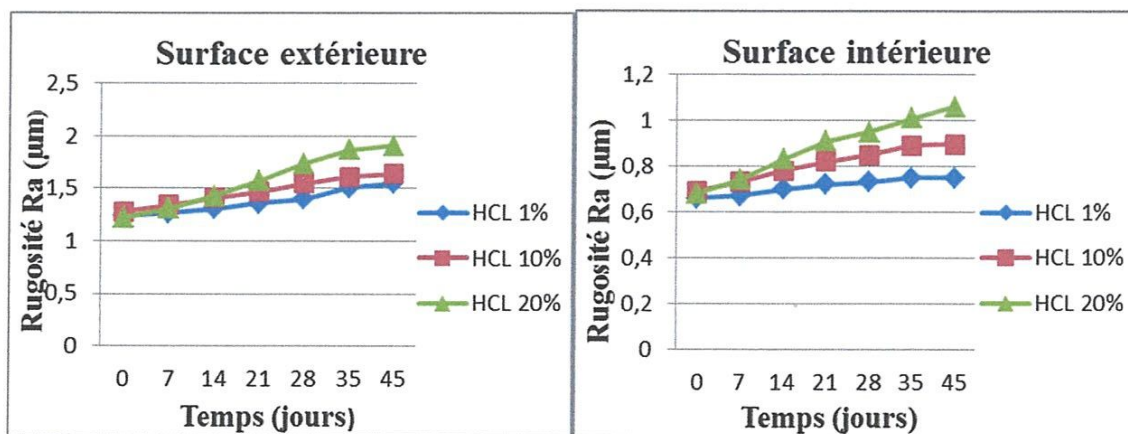 Surface extérieure
Rugosité Ra (µm)
2,5
2
1,5
1
0,5
0
0 7 14 21 28 35 45
Temps (jours)
HCL 1%
HCL 10%
HCL 20%
Surface intérieure
Rugosité Ra (µm)
1,2
1
0,8
0,6
0,4
0,2
0
0 7 14 21 28 35 45
Temps (jours)
HCL 1%
HCL 10%
HCL 20%